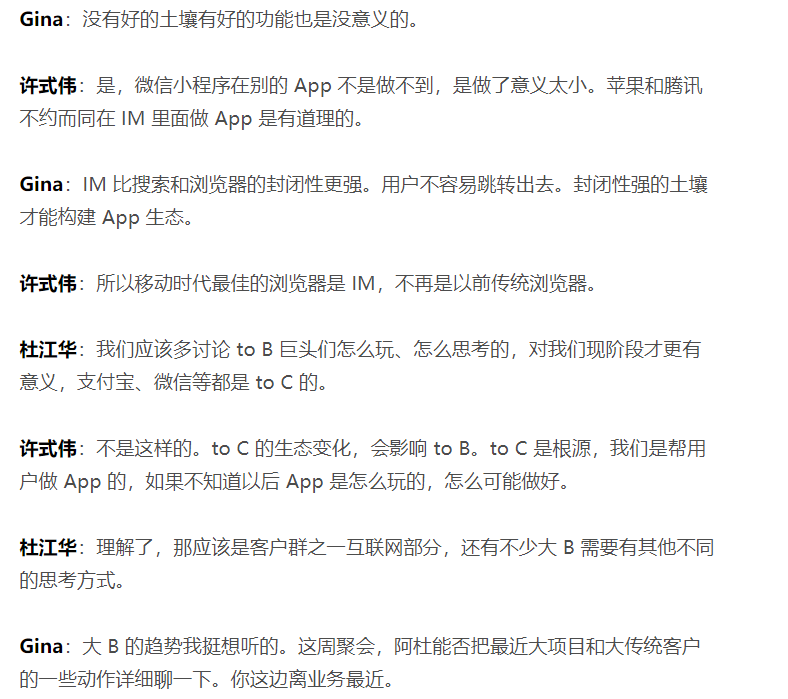 Gina：没有好的土壤有好的功能也是没意义的。
许式伟：是，微信小程序在别的 App 不是做不到，是做了意义太小。苹果和腾讯
不约而同在 IM 里面做 App 是有道理的。
Gina：IM 比搜索和浏览器的封闭性更强。用户不容易跳转出去。封闭性强的土壤
才能构建 App 生态。
许式伟：所以移动时代最佳的浏览器是 IM，不再是以前传统浏览器。
杜江华：我们应该多讨论 to B 巨头们怎么玩、怎么思考的，对我们现阶段才更有
意义，支付宝、微信等都是 to C 的。
许式伟：不是这样的。to C 的生态变化，会影响 to B。to C 是根源，我们是帮用
户做 App 的，如果不知道以后 App 是怎么玩的，怎么可能做好。
杜江华：理解了，那应该是客户群之一互联网部分，还有不少大 B 需要有其他不同
的思考方式。
Gina：大 B 的趋势我挺想听的。这周聚会，阿杜能否把最近大项目和大传统客户
的一些动作详细聊一下。你这边离业务最近。